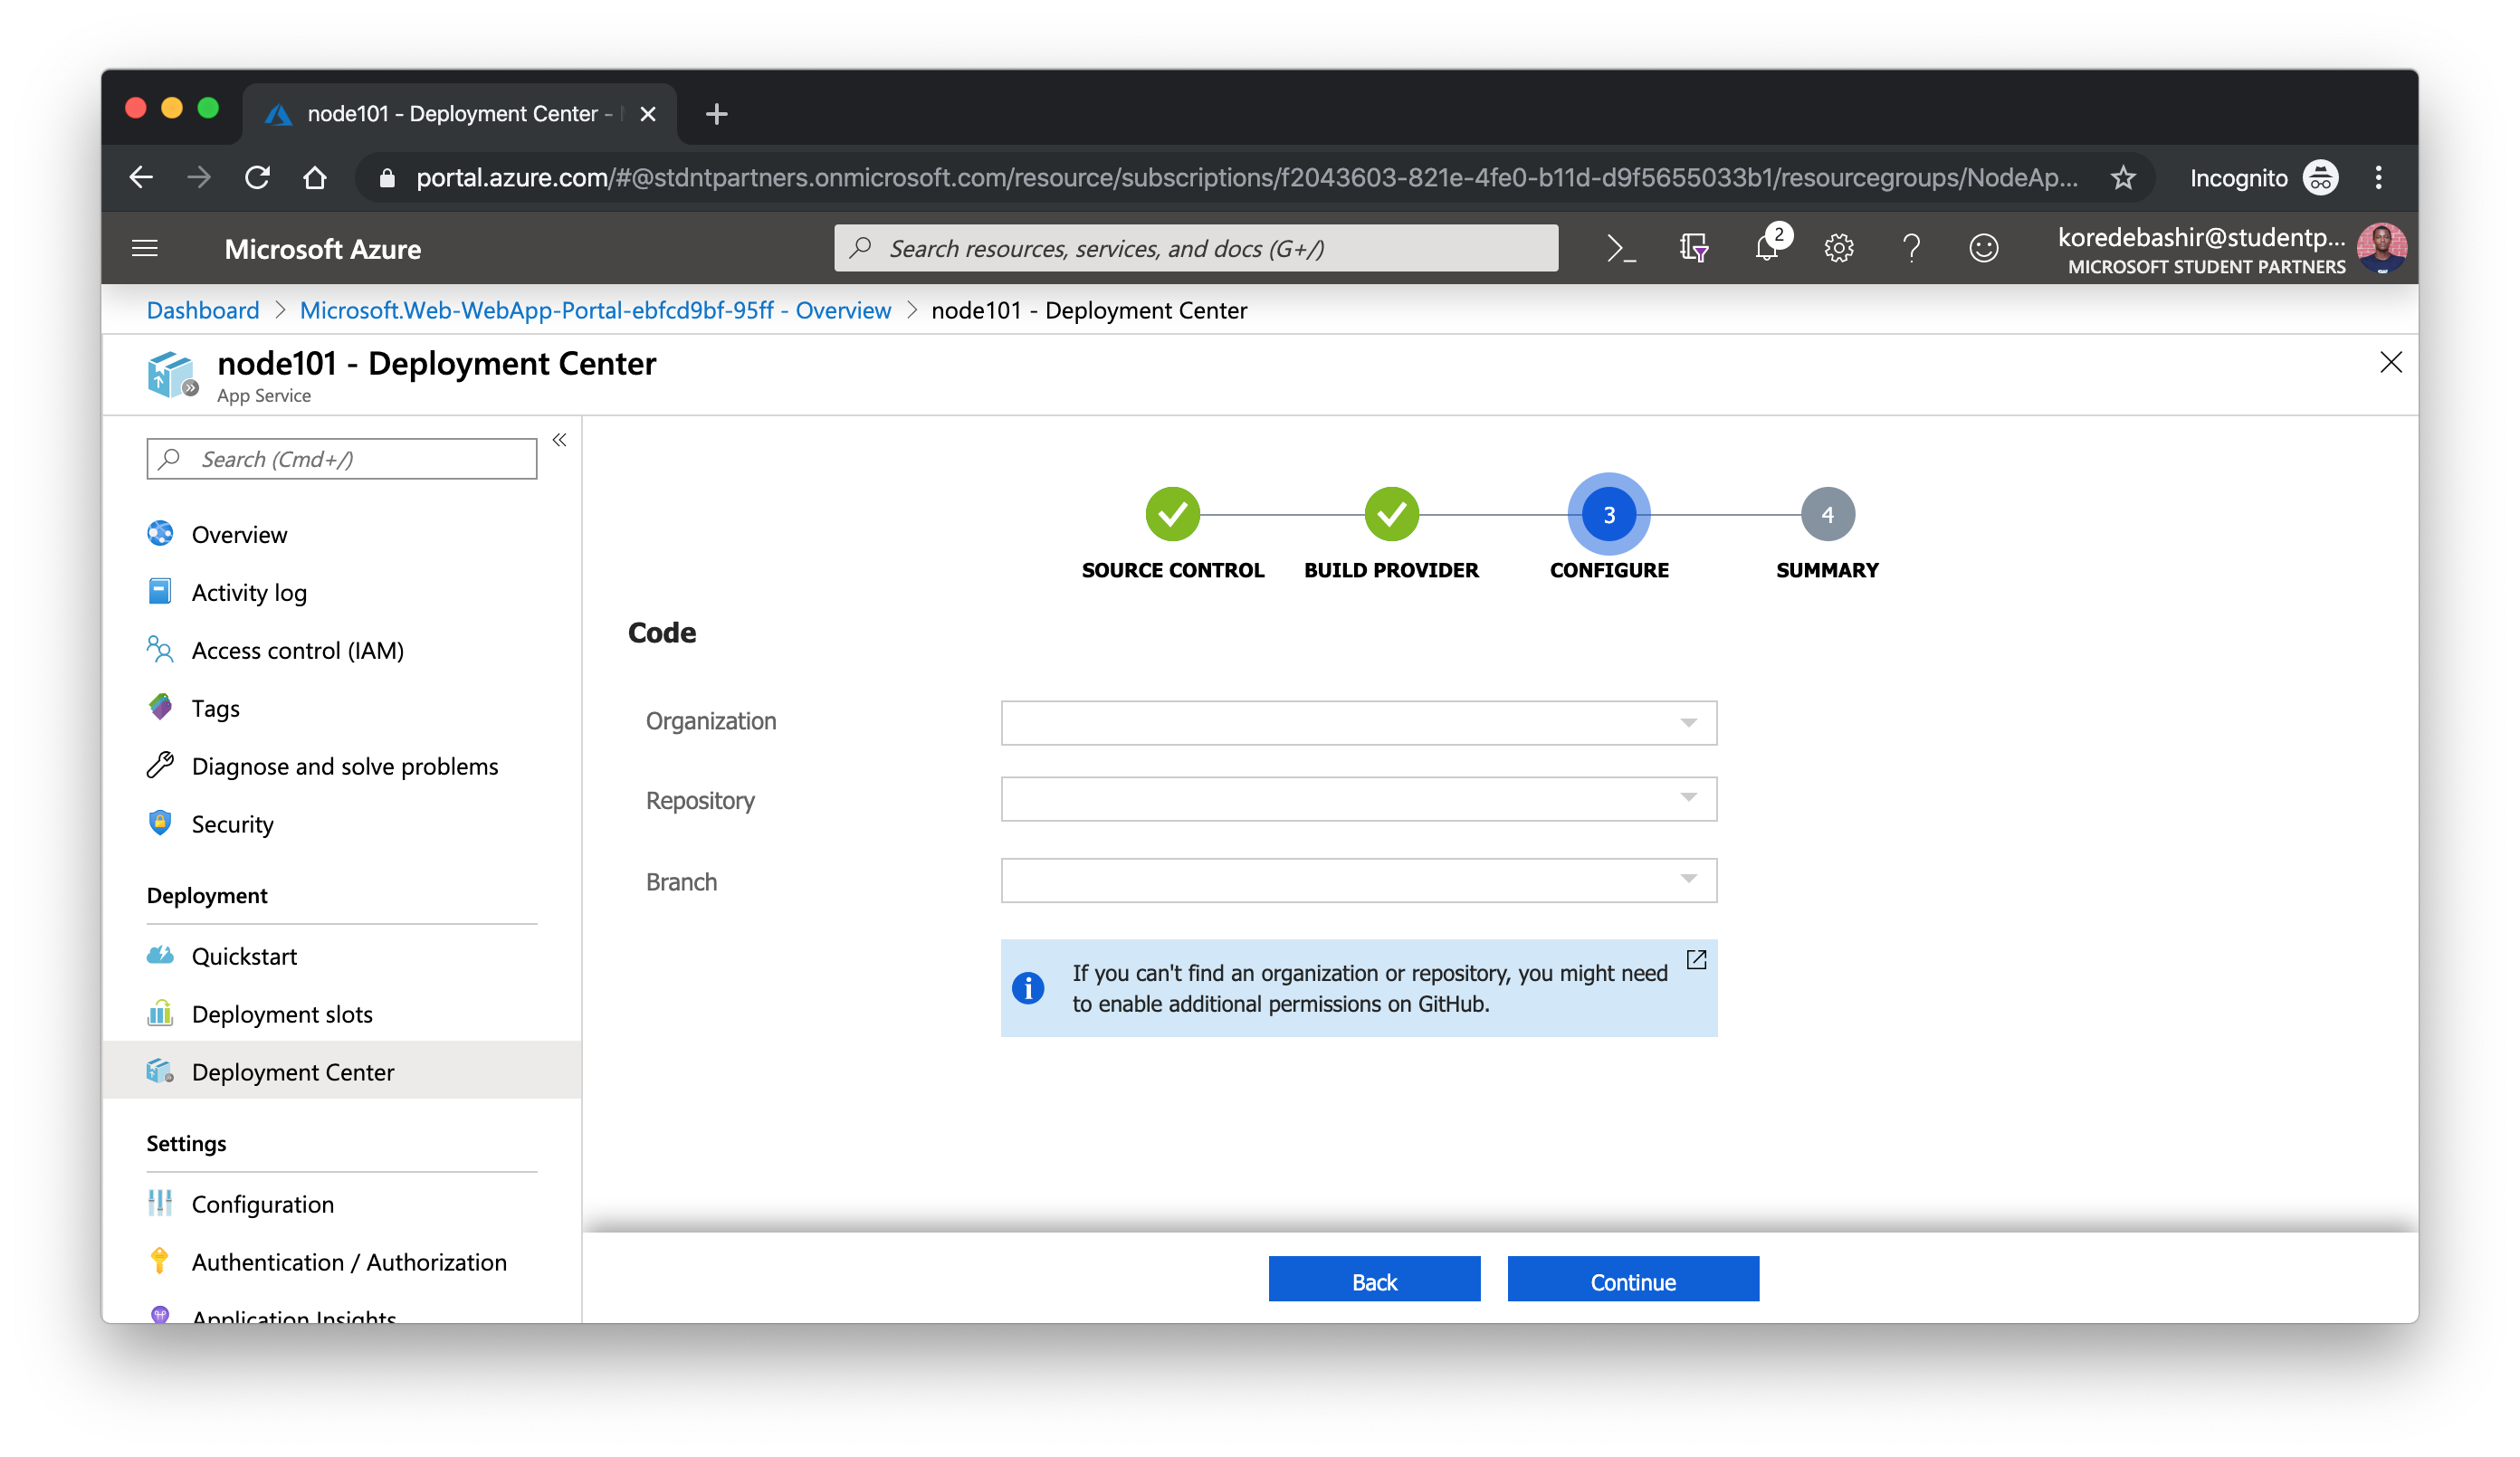 node101 - Deployment Center -
portal.azure.com/#@stdntpartners.onmicrosoft.com/resource/subscriptions/f2043603-821e-4fe0-b11d-d9f5655033b1/resourcegroups/NodeAp...
Incognito
Microsoft Azure
Search resources, services, and docs (G+/)
2
koredebashir@studentp...
MICROSOFT STUDENT PARTNERS
Dashboard > Microsoft.Web-WebApp-Portal-ebfcd9bf-95ff - Overview > node101 - Deployment Center
node101 - Deployment Center
App Service
Search (Cmd+/)
Overview
Activity log
Access control (IAM)
Tags
Diagnose and solve problems
Security
Deployment
Quickstart
Deployment slots
Deployment Center
Settings
Configuration
Authentication / Authorization
Application Insights
3
4
SOURCE CONTROL
BUILD PROVIDER
CONFIGURE
SUMMARY
Code
Organization
Repository
Branch
If you can't find an organization or repository, you might need
to enable additional permissions on GitHub.
Back
Continue